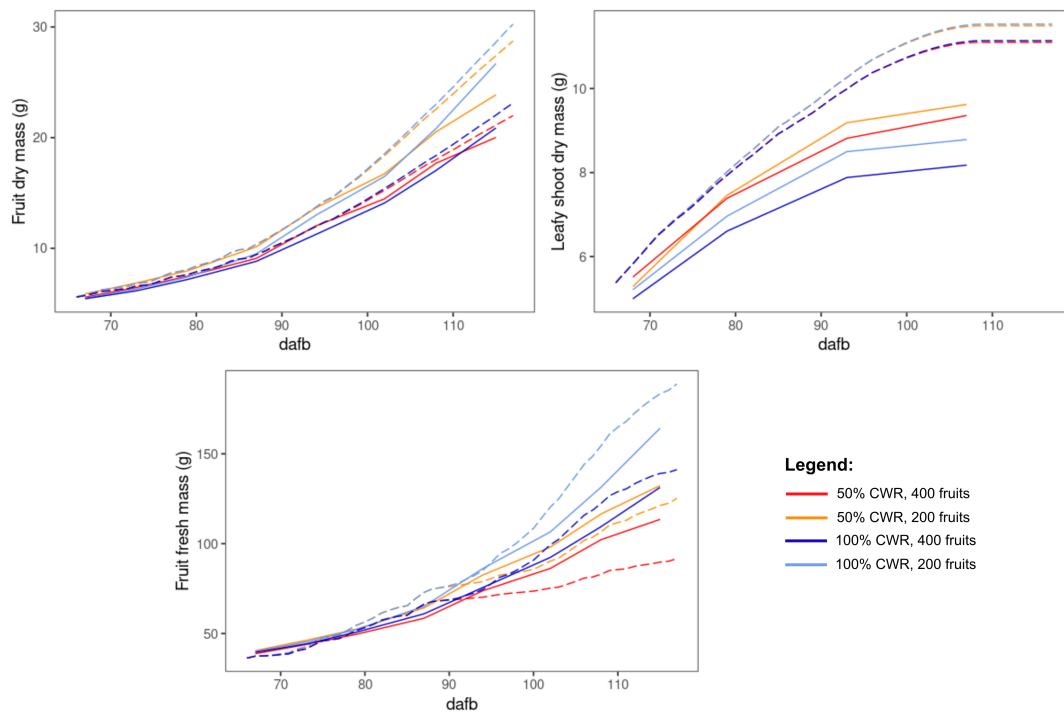 30
20
10
Fruit dry mass (g)
70 80 90 100 110
dafb
10
8
6
Leafy shoot dry mass (g)
70 80 90 100 110
dafb
150
100
50
Fruit fresh mass (g)
70 80 90 100 110
dafb
Legend:
50% CWR, 400 fruits
50% CWR, 200 fruits
100% CWR, 400 fruits
100% CWR, 200 fruits